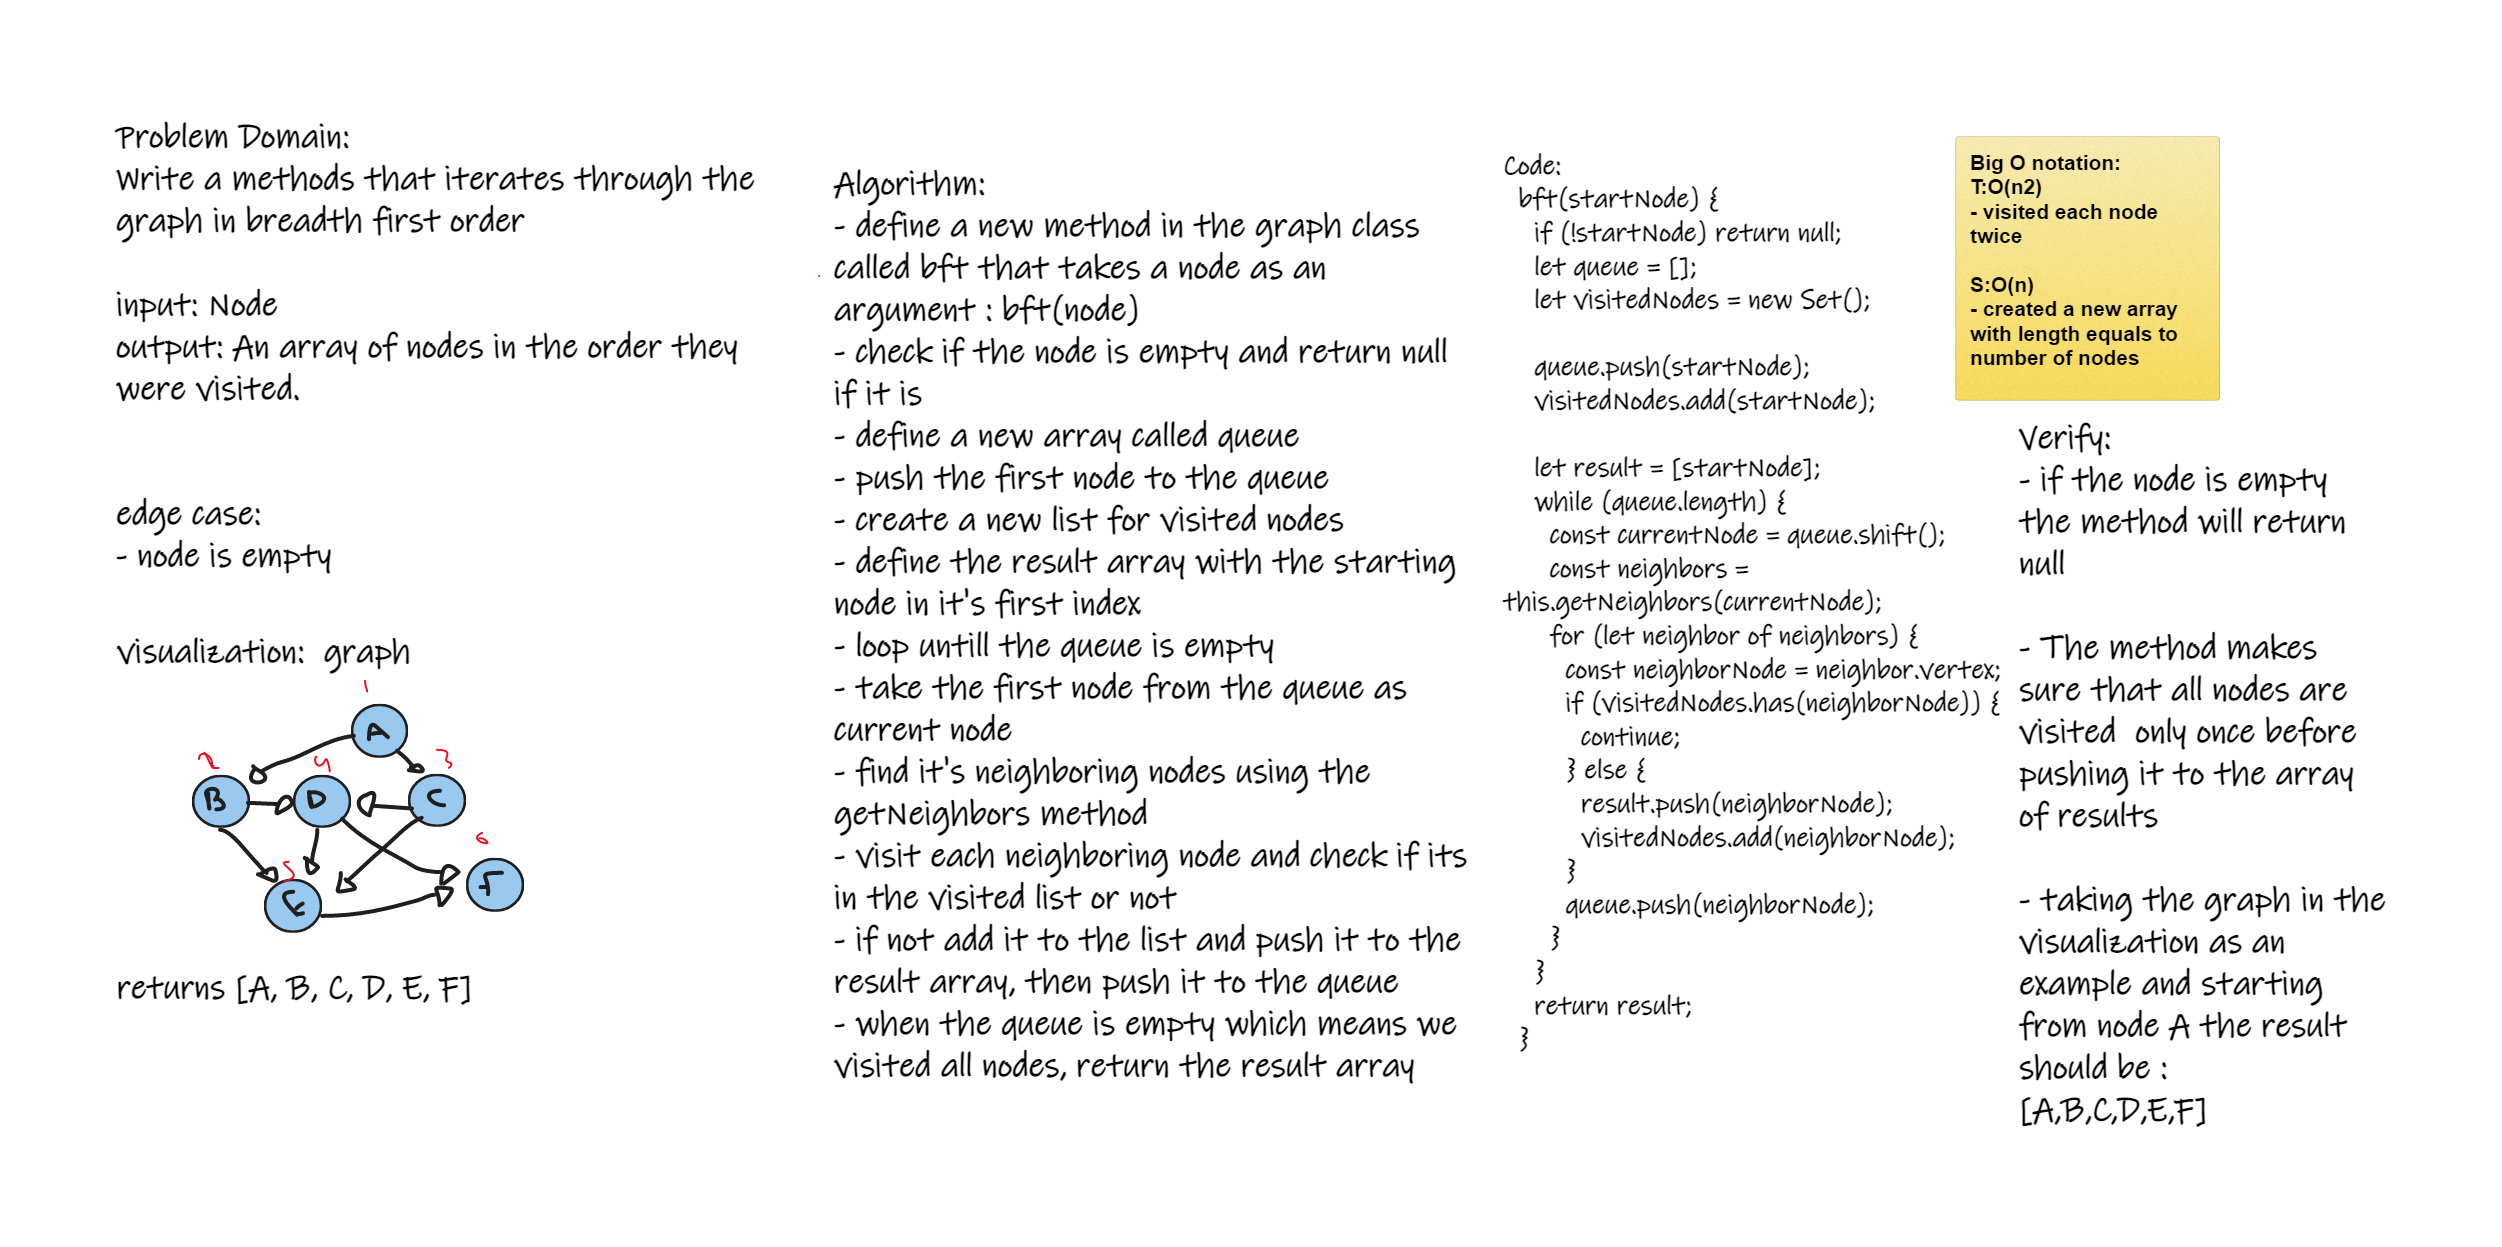 Problem Domain:
Write a methods that iterates through the
graph in breadth first order
input: Node
output: An array of nodes in the order they
were visited.
edge case:
- node is empty
visualization:  graph
1
A
2
4
3
B
D
C
6
5
E
F
returns [A, B, C, D, E, F]
Algorithm:
- define a new method in the graph class
called bft that takes a node as an
argument : bft(node)
- check if the node is empty and return null
if it is
- define a new array called queue
- push the first node to the queue
- create a new list for visited nodes
- define the result array with the starting
node in it's first index
- loop untill the queue is empty
- take the first node from the queue as
current node
- find it's neighboring nodes using the
getNeighbors method
- visit each neighboring node and check if its
in the visited list or not
- if not add it to the list and push it to the
result array, then push it to the queue
- when the queue is empty which means we
visited all nodes, return the result array
Code:
bft(startNode) {
if (!startNode) return null;
let queue = [];
let visitedNodes = new Set();
queue.push(startNode);
visitedNodes.add(startNode);
let result = [startNode];
while (queue.length) {
const currentNode = queue.shift();
const neighbors =
this.getNeighbors(currentNode);
for (let neighbor of neighbors) {
const neighborNode = neighbor.vertex;
if (visitedNodes.has(neighborNode)) {
continue;
} else {
result.push(neighborNode);
visitedNodes.add(neighborNode);
}
queue.push(neighborNode);
}
}
return result;
}
Big O notation:
T:O(n2)
- visited each node
twice
S:O(n)
- created a new array
with length equals to
number of nodes
Verify:
- if the node is empty
the method will return
null
- The method makes
sure that all nodes are
visited  only once before
pushing it to the array
of results
- taking the graph in the
visualization as an
example and starting
from node A the result
should be :
[A,B,C,D,E,F]